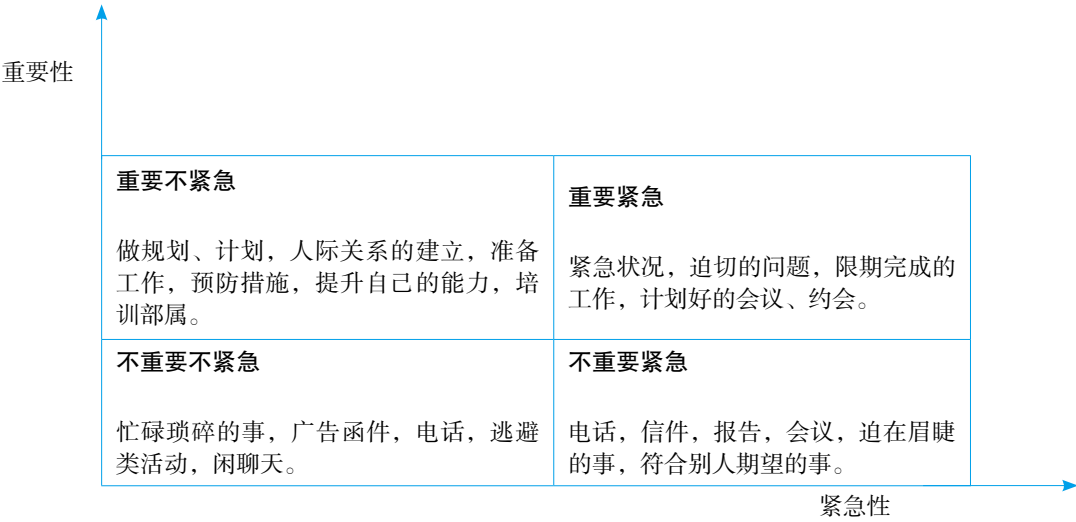 重要性
重要不紧急
做规划、计划，人际关系的建立，准备
工作，预防措施，提升自己的能力，培
训部属。
重要紧急
紧急状况，迫切的问题，限期完成的
工作，计划好的会议、约会。
不重要不紧急
忙碌琐碎的事，广告函件，电话，逃避
类活动，闲聊天。
不重要紧急
电话，信件，报告，会议，迫在眉睫
的事，符合别人期望的事。
紧急性